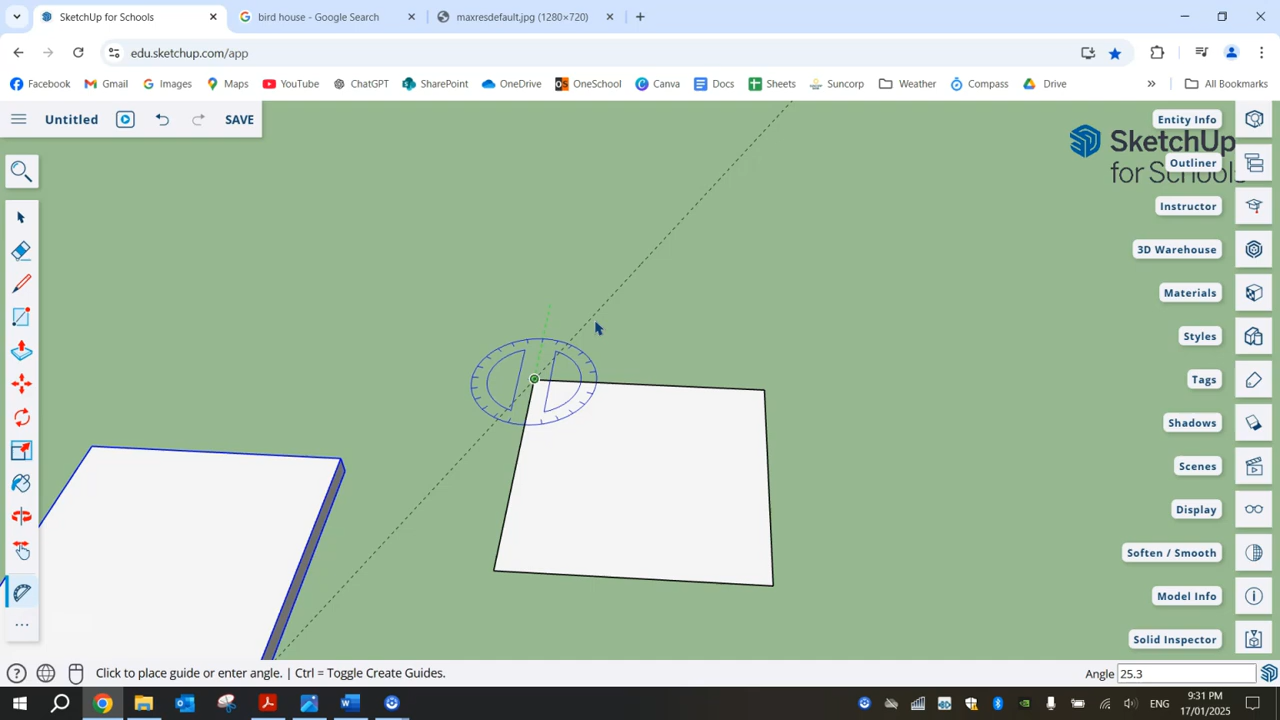 SketchUp for Schools
bird house - Google Search
maxresdefault.jpg (1280×720)
edu.sketchup.com/app
Facebook
Gmail
Images
Maps
YouTube
ChatGPT
SharePoint
OneDrive
OneSchool
Canva
Docs
Sheets
Suncorp
Weather
Compass
Drive
All Bookmarks
Untitled
SAVE
SketchUp
for Schools
Entity Info
Outliner
Instructor
3D Warehouse
Materials
Styles
Tags
Shadows
Scenes
Display
Soften / Smooth
Model Info
Solid Inspector
Click to place guide or enter angle. | Ctrl = Toggle Create Guides.
Angle 25.3
ENG
9:31 PM
17/01/2025